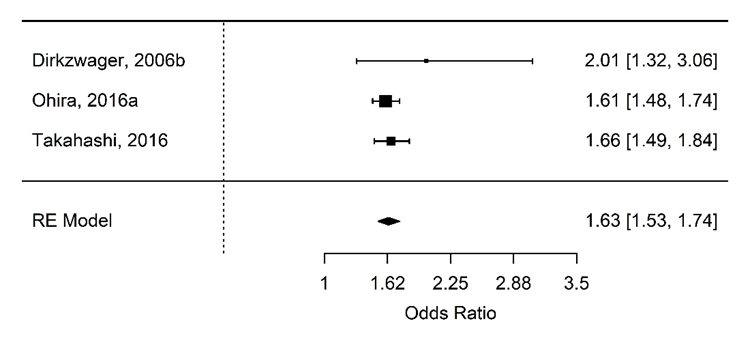 Dirkzwager, 2006b 2.01 [1.32, 3.06]
Ohira, 2016a 1.61 [1.48, 1.74]
Takahashi, 2016 1.66 [1.49, 1.84]
RE Model 1.63 [1.53, 1.74]
1 1.62 2.25 2.88 3.5
Odds Ratio